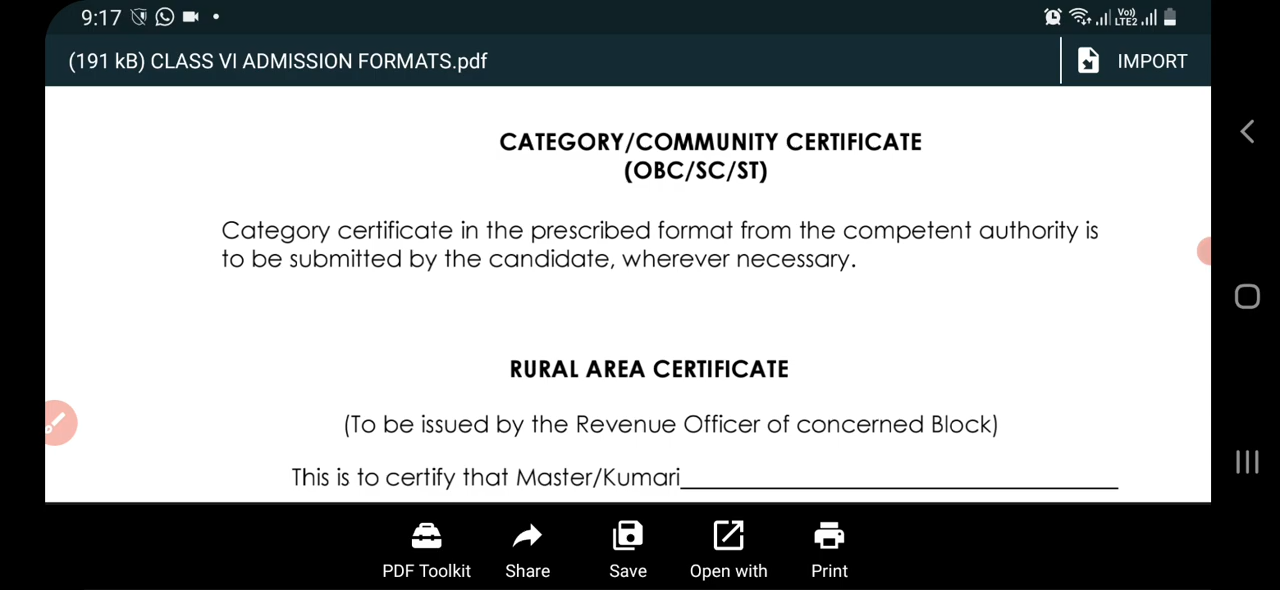 9:17
Vo))
LTE2
(191 kB) CLASS VI ADMISSION FORMATS.pdf
IMPORT
CATEGORY/COMMUNITY CERTIFICATE
(OBC/SC/ST)
Category certificate in the prescribed format from the competent authority is
to be submitted by the candidate, wherever necessary.
RURAL AREA CERTIFICATE
(To be issued by the Revenue Officer of concerned Block)
This is to certify that Master/Kumari
PDF Toolkit
Share
Save
Open with
Print